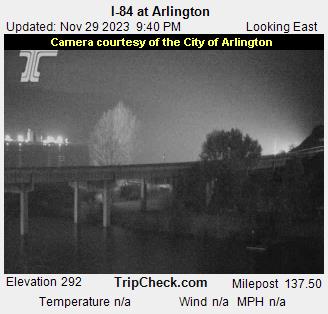 I-84 at Arlington
Updated: Nov 29 2023 9:40 PM Looking East
Camera courtesy of the City of Arlington
Elevation 292 TripCheck.com Milepost 137.50
Temperature n/a Wind n/a MPH n/a